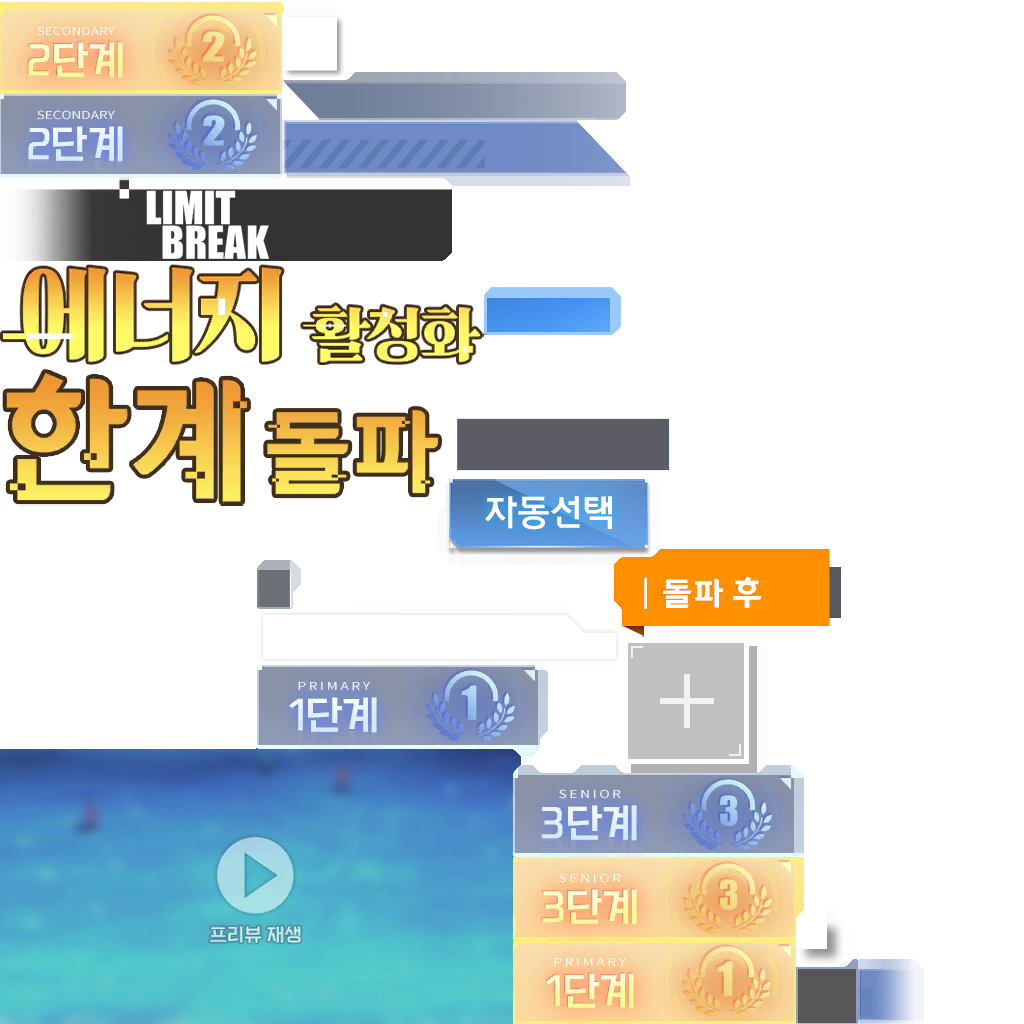 SECONDARY
2단계
2
SECONDARY
2단계
2
LIMIT
BREAK
에너지 활성화
한계 돌파
자동선택
돌파 후
PRIMARY
1단계
1
SENIOR
3단계
3
프리뷰 재생
SENIOR
3단계
3
PRIMARY
1단계
1